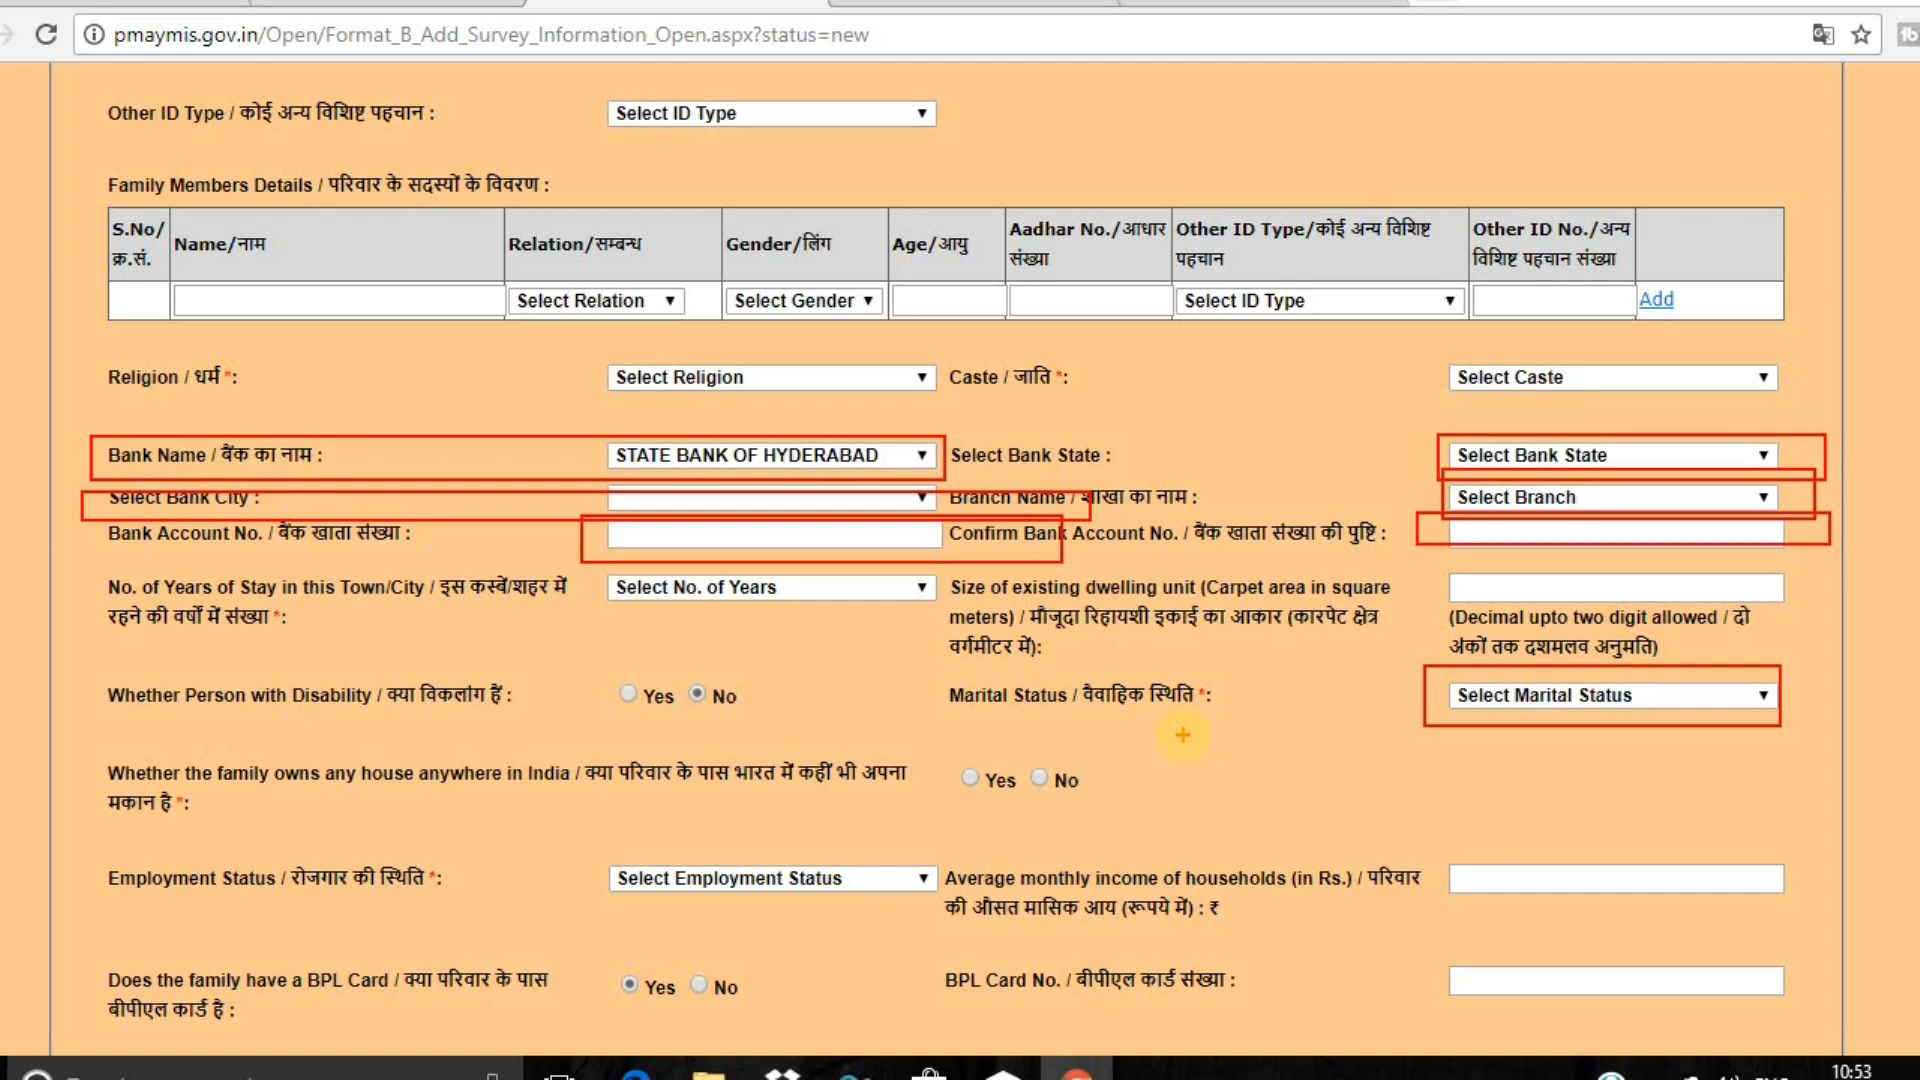 pmaymis.gov.in/Open/Format_B_Add_Survey_Information_Open.aspx?status=new
Other ID Type / कोई अन्य विशिष्ट पहचान : Select ID Type
Family Members Details / परिवार के सदस्यों के विवरण :
S.No/क्र.सं. Name/नाम Relation/सम्बन्ध Gender/लिंग Age/आयु Aadhar No./आधार संख्या Other ID Type/कोई अन्य विशिष्ट पहचान Other ID No./अन्य विशिष्ट पहचान संख्या
Select Relation Select Gender Select ID Type Add
Religion / धर्म *: Select Religion Caste / जाति *: Select Caste
Bank Name / बैंक का नाम : STATE BANK OF HYDERABAD Select Bank State : Select Bank State
Select Bank City : Branch Name / शाखा का नाम : Select Branch
Bank Account No. / बैंक खाता संख्या : Confirm Bank Account No. / बैंक खाता संख्या की पुष्टि :
No. of Years of Stay in this Town/City / इस कस्बें/शहर में Select No. of Years Size of existing dwelling unit (Carpet area in square
रहने की वर्षों में संख्या *: meters) / मौजूदा रिहायशी इकाई का आकार (कारपेट क्षेत्र (Decimal upto two digit allowed / दो
वर्गमीटर में): अंकों तक दशमलव अनुमति)
Whether Person with Disability / क्या विकलांग हैं : Yes No Marital Status / वैवाहिक स्थिति *: Select Marital Status
Whether the family owns any house anywhere in India / क्या परिवार के पास भारत में कहीं भी अपना Yes No
मकान है *:
Employment Status / रोजगार की स्थिति *: Select Employment Status Average monthly income of households (in Rs.) / परिवार
की औसत मासिक आय (रूपये में) : ₹
Does the family have a BPL Card / क्या परिवार के पास Yes No BPL Card No. / बीपीएल कार्ड संख्या :
बीपीएल कार्ड है :
10:53